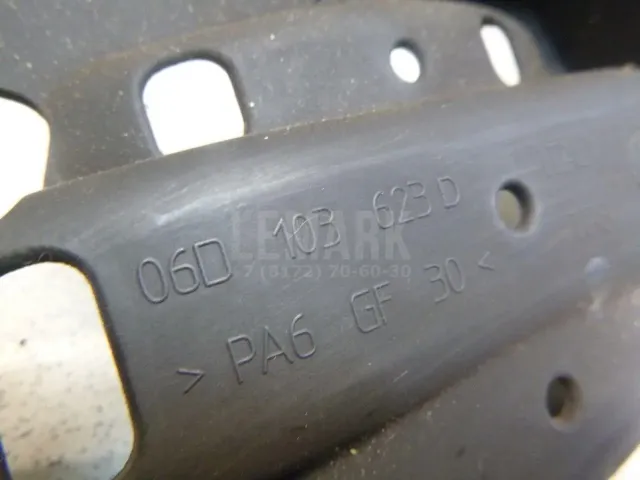 06D 103 623 D
LEMARK
+7 (8172) 70-60-30
> PA6 GF 30 <